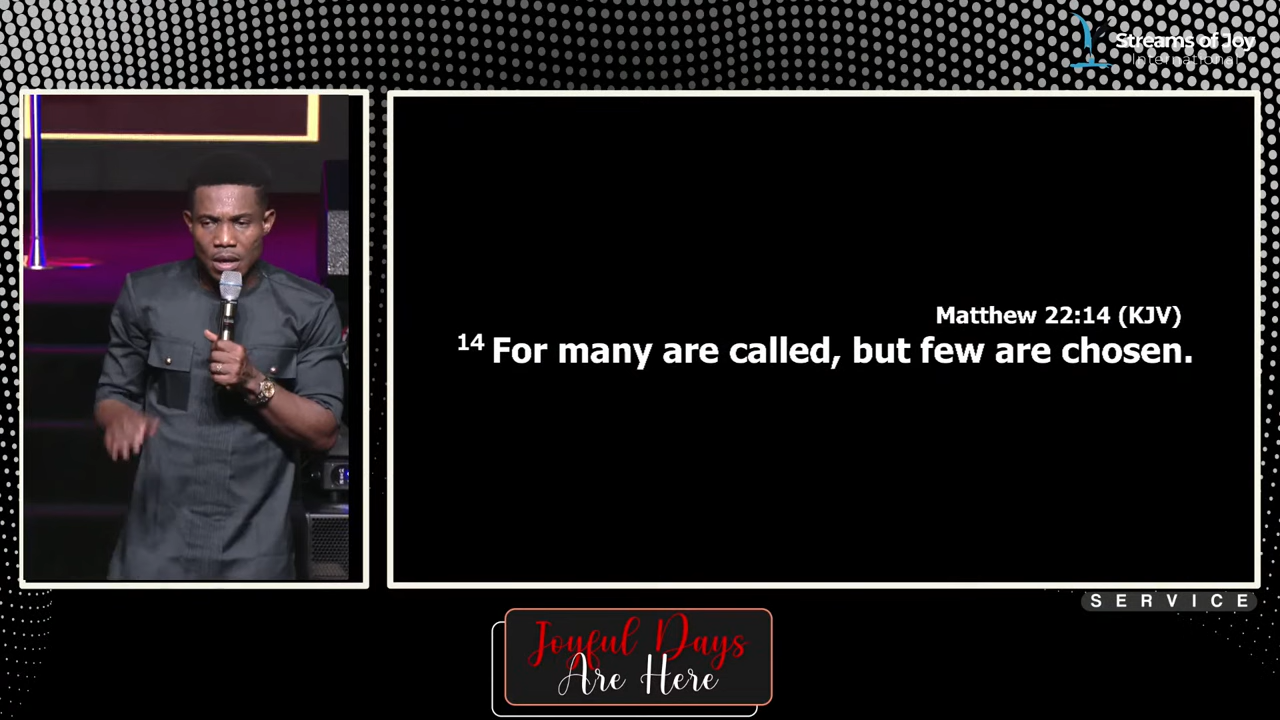 Streams of Joy
International
Matthew 22:14 (KJV)
14 For many are called, but few are chosen.
SERVICE
Joyful Days
Are Here